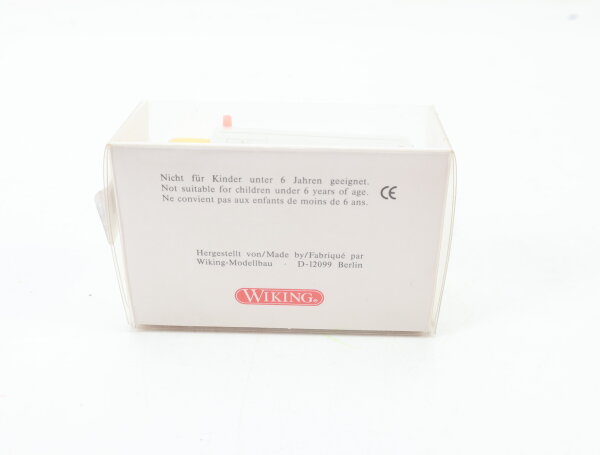 Nicht für Kinder unter 6 Jahren geeignet.
Not suitable for children under 6 years of age.
Ne convient pas aux enfants de moins de 6 ans.
CE
Hergestellt von/Made by/Fabriqué par
Wiking-Modellbau · D-12099 Berlin
WIKING®